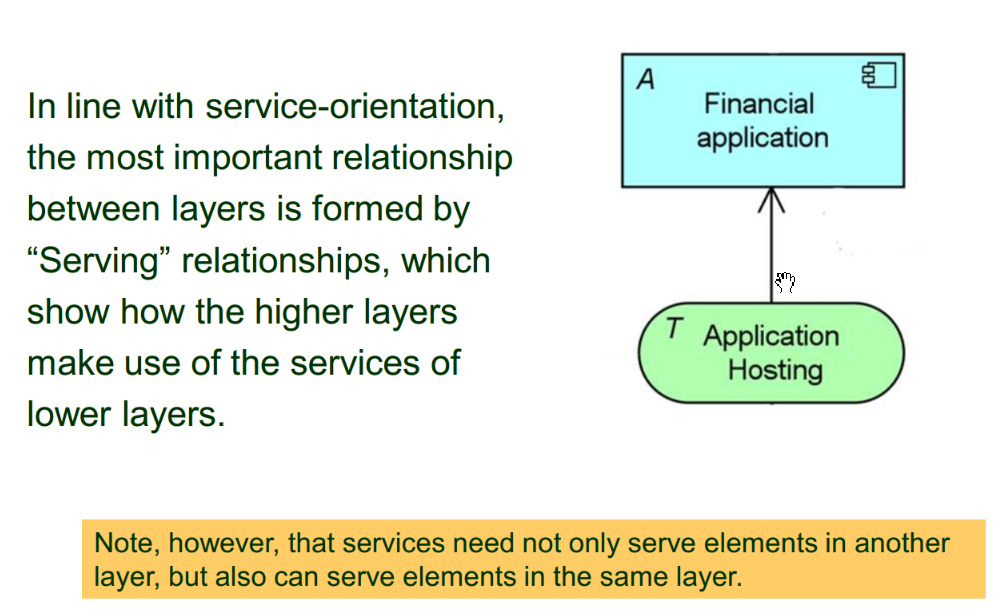 In line with service-orientation,
the most important relationship
between layers is formed by
“Serving” relationships, which
show how the higher layers
make use of the services of
lower layers.
A
Financial
application
T
Application
Hosting
Note, however, that services need not only serve elements in another
layer, but also can serve elements in the same layer.